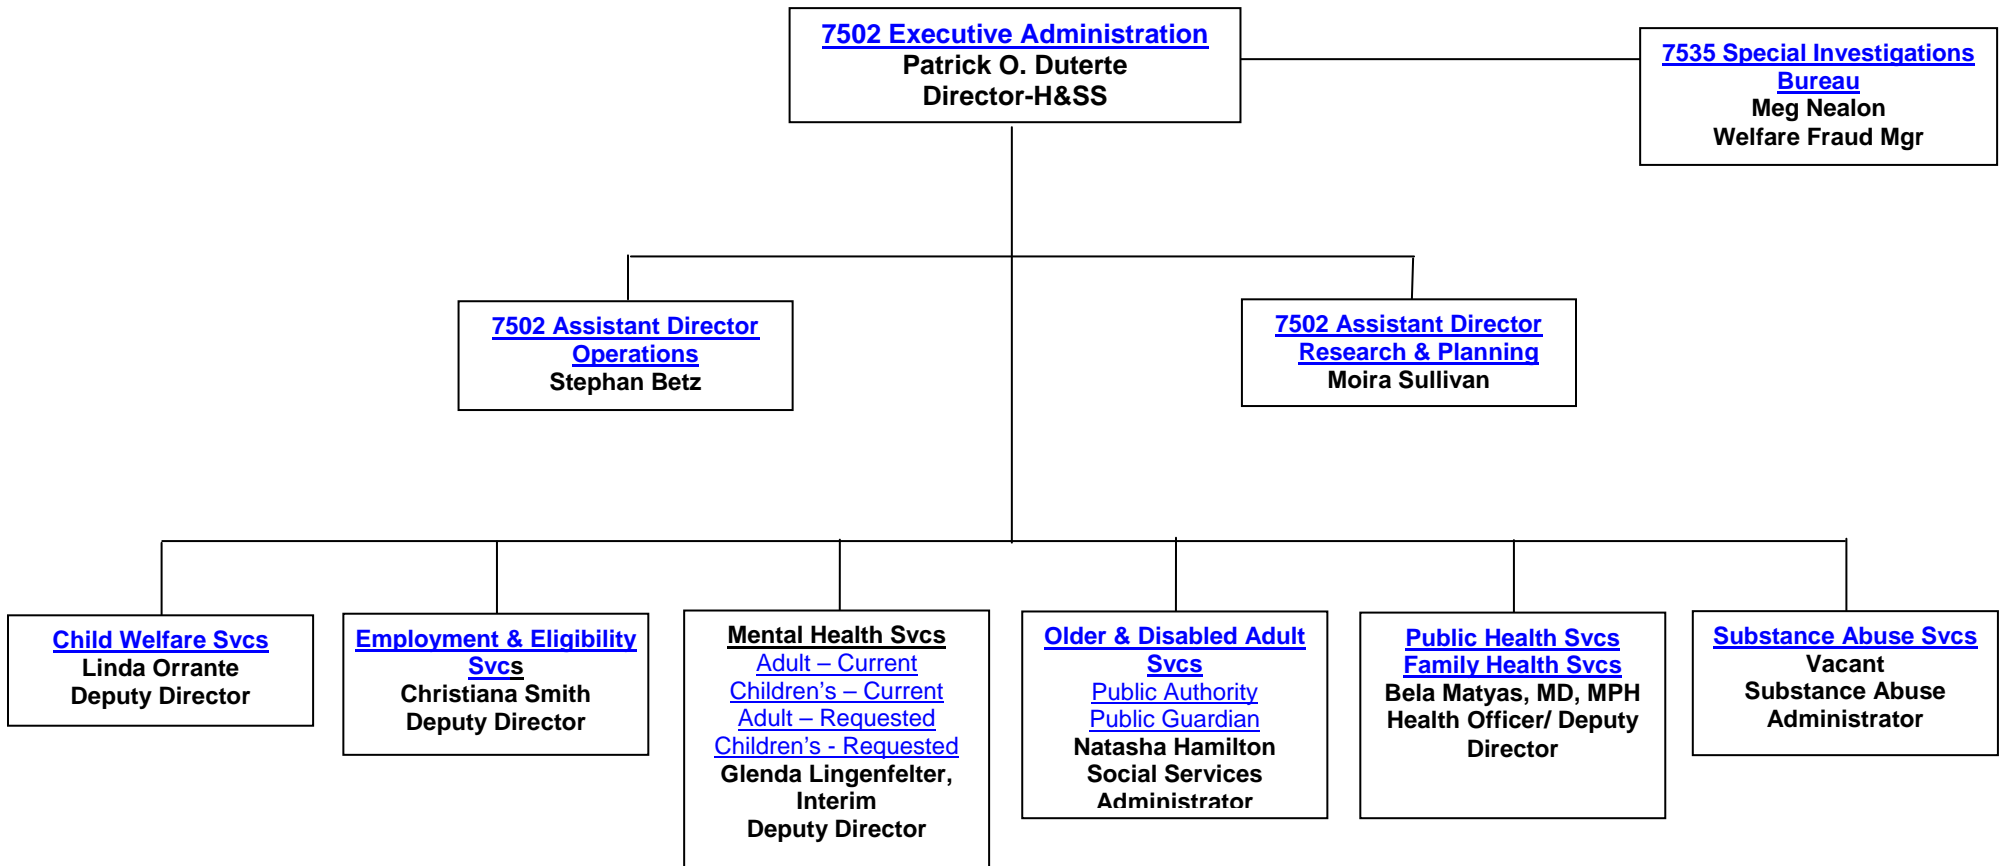 7502 Executive Administration
Patrick O. Duterte
Director-H&SS
7535 Special Investigations
Bureau
Meg Nealon
Welfare Fraud Mgr
7502 Assistant Director
Operations
Stephan Betz
7502 Assistant Director
Research & Planning
Moira Sullivan
Child Welfare Svcs
Linda Orrante
Deputy Director
Employment & Eligibility
Svcs
Christiana Smith
Deputy Director
Mental Health Svcs
Adult – Current
Children's – Current
Adult – Requested
Children's - Requested
Glenda Lingenfelter,
Interim
Deputy Director
Older & Disabled Adult
Svcs
Public Authority
Public Guardian
Natasha Hamilton
Social Services
Administrator
Public Health Svcs
Family Health Svcs
Bela Matyas, MD, MPH
Health Officer/ Deputy
Director
Substance Abuse Svcs
Vacant
Substance Abuse
Administrator